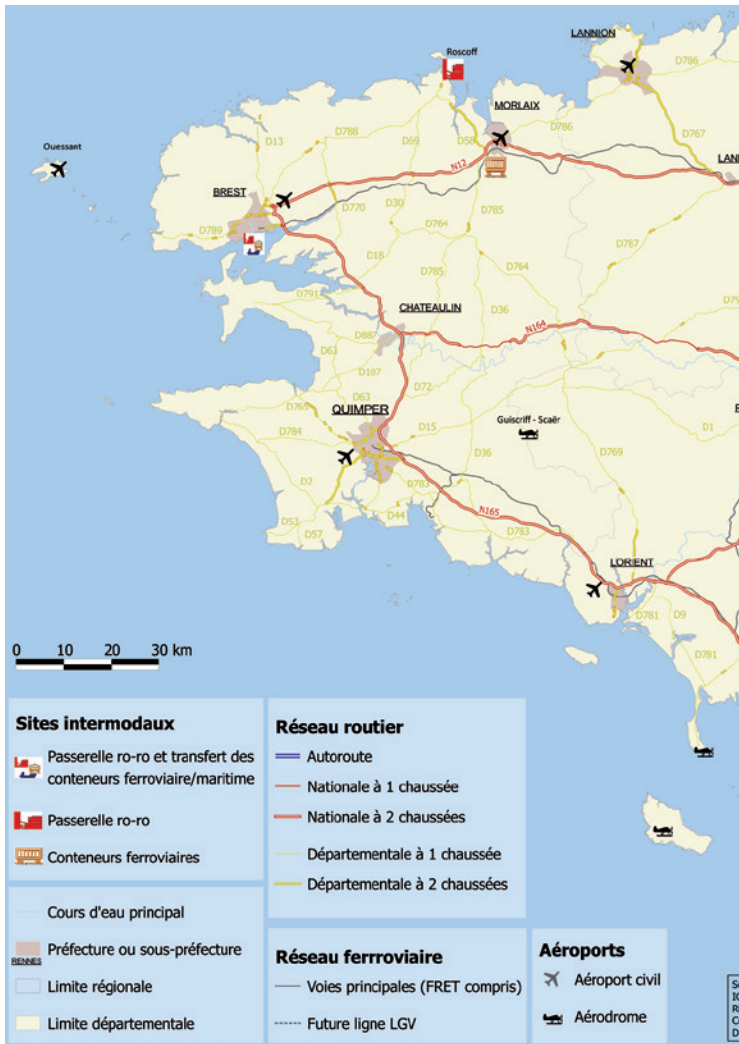 LANNION
Roscoff
D786
MORLAIX
D788
D13
D69
D58
D786
D767
Ouessant
N12
LAN
BREST
D770
D30
D785
D789
D764
D787
D18
D785
D764
D791
D36
CHATEAULIN
D79
N164
D887
D63
D107
D72
D63
D765
QUIMPER
Guiscriff - Scaër
D15
D1
D784
D36
D769
D2
D783
N165
D44
D53
D783
D57
LORIENT
D781
D9
D781
0 10 20 30 km
Sites intermodaux
Passerelle ro-ro et transfert des
conteneurs ferroviaire/maritime
Passerelle ro-ro
Conteneurs ferroviaires
Cours d'eau principal
Préfecture ou sous-préfecture
RENNES
Limite régionale
Limite départementale
Réseau routier
Autoroute
Nationale à 1 chaussée
Nationale à 2 chaussées
Départementale à 1 chaussée
Départementale à 2 chaussées
Réseau ferrroviaire
Voies principales (FRET compris)
Future ligne LGV
Aéroports
Aéroport civil
Aérodrome